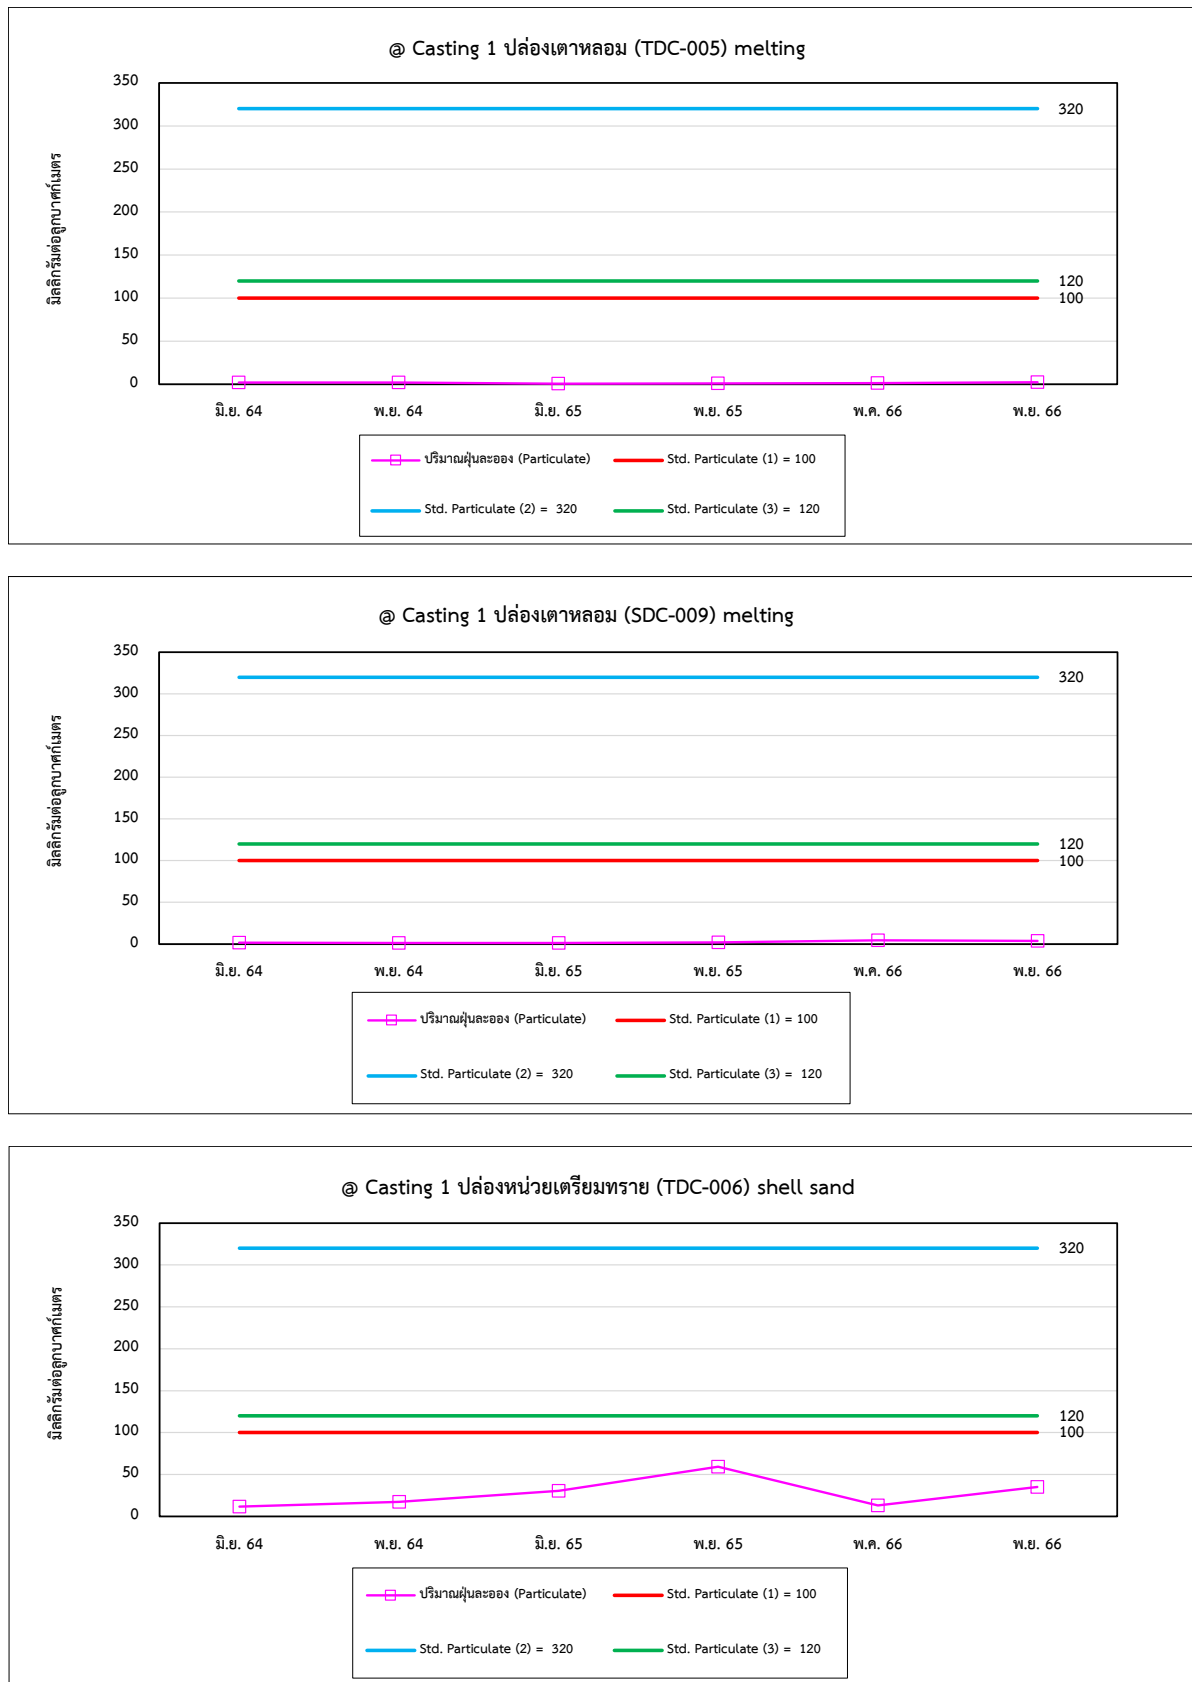 @ Casting 1 ปล่องเตาหลอม (TDC-005) melting
มิลลิกรัมต่อลูกบาศก์เมตร
350
300
250
200
150
100
50
0
320
120
100
มิ.ย. 64 พ.ย. 64 มิ.ย. 65 พ.ย. 65 พ.ค. 66 พ.ย. 66
ปริมาณฝุ่นละออง (Particulate) Std. Particulate (1) = 100
Std. Particulate (2) = 320 Std. Particulate (3) = 120
@ Casting 1 ปล่องเตาหลอม (SDC-009) melting
มิลลิกรัมต่อลูกบาศก์เมตร
350
300
250
200
150
100
50
0
320
120
100
มิ.ย. 64 พ.ย. 64 มิ.ย. 65 พ.ย. 65 พ.ค. 66 พ.ย. 66
ปริมาณฝุ่นละออง (Particulate) Std. Particulate (1) = 100
Std. Particulate (2) = 320 Std. Particulate (3) = 120
@ Casting 1 ปล่องหน่วยเตรียมทราย (TDC-006) shell sand
มิลลิกรัมต่อลูกบาศก์เมตร
350
300
250
200
150
100
50
0
320
120
100
มิ.ย. 64 พ.ย. 64 มิ.ย. 65 พ.ย. 65 พ.ค. 66 พ.ย. 66
ปริมาณฝุ่นละออง (Particulate) Std. Particulate (1) = 100
Std. Particulate (2) = 320 Std. Particulate (3) = 120